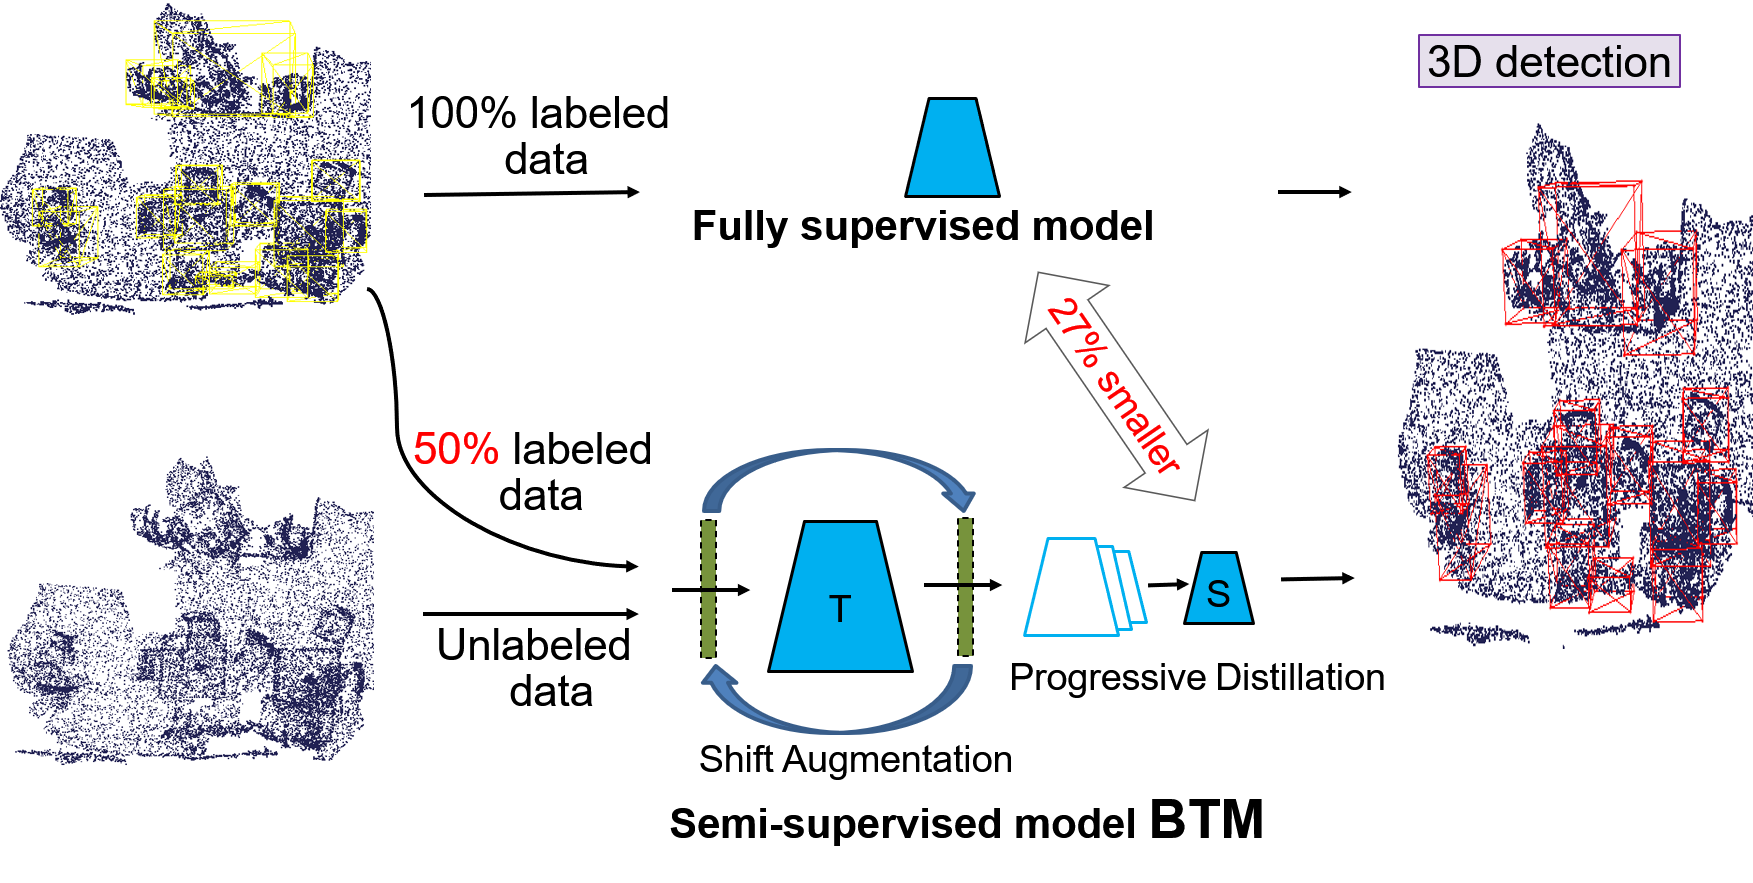 3D detection
100% labeled
data
Fully supervised model
27% smaller
50% labeled
data
T
S
Unlabeled
data
Progressive Distillation
Shift Augmentation
Semi-supervised model BTM